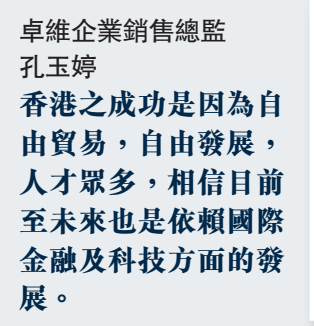 卓維企業銷售總監
孔玉婷
香港之成功是因為自
由貿易，自由發展，
人才眾多，相信目前
至未來也是依賴國際
金融及科技方面的發
展。